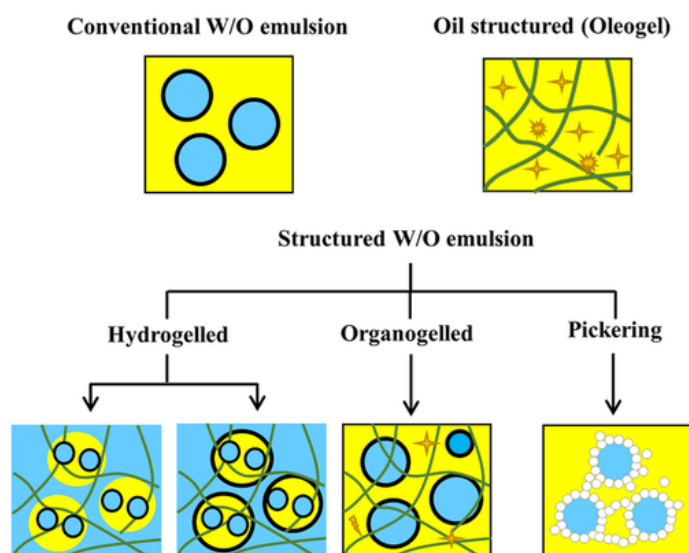 Conventional W/O emulsion
Oil structured (Oleogel)
Structured W/O emulsion
Hydrogelled
Organogelled
Pickering